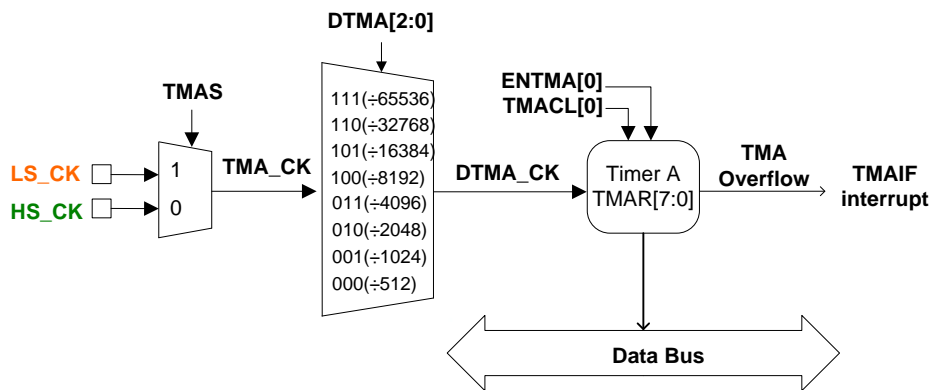 DTMA[2:0]
TMAS
LS_CK
HS_CK
1
0
TMA_CK
111(÷65536)
110(÷32768)
101(÷16384)
100(÷8192)
011(÷4096)
010(÷2048)
001(÷1024)
000(÷512)
DTMA_CK
ENTMA[0]
TMACL[0]
Timer A
TMAR[7:0]
TMA
Overflow
TMAIF
interrupt
Data Bus